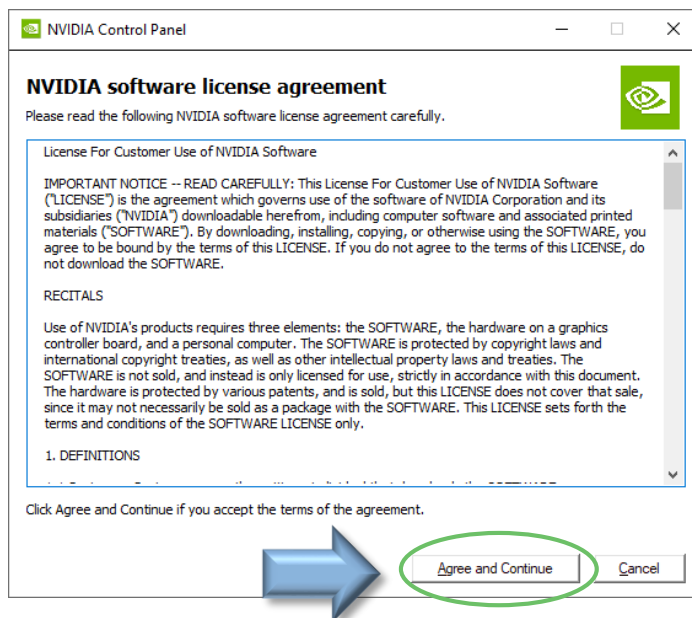 NVIDIA Control Panel
NVIDIA software license agreement
Please read the following NVIDIA software license agreement carefully.
License For Customer Use of NVIDIA Software
IMPORTANT NOTICE -- READ CAREFULLY: This License For Customer Use of NVIDIA Software
("LICENSE") is the agreement which governs use of the software of NVIDIA Corporation and its
subsidiaries ("NVIDIA") downloadable herefrom, including computer software and associated printed
materials ("SOFTWARE"). By downloading, installing, copying, or otherwise using the SOFTWARE, you
agree to be bound by the terms of this LICENSE. If you do not agree to the terms of this LICENSE, do
not download the SOFTWARE.
RECITALS
Use of NVIDIA's products requires three elements: the SOFTWARE, the hardware on a graphics
controller board, and a personal computer. The SOFTWARE is protected by copyright laws and
international copyright treaties, as well as other intellectual property laws and treaties. The
SOFTWARE is not sold, and instead is only licensed for use, strictly in accordance with this document.
The hardware is protected by various patents, and is sold, but this LICENSE does not cover that sale,
since it may not necessarily be sold as a package with the SOFTWARE. This LICENSE sets forth the
terms and conditions of the SOFTWARE LICENSE only.
1. DEFINITIONS
Click Agree and Continue if you accept the terms of the agreement.
Agree and Continue
Cancel